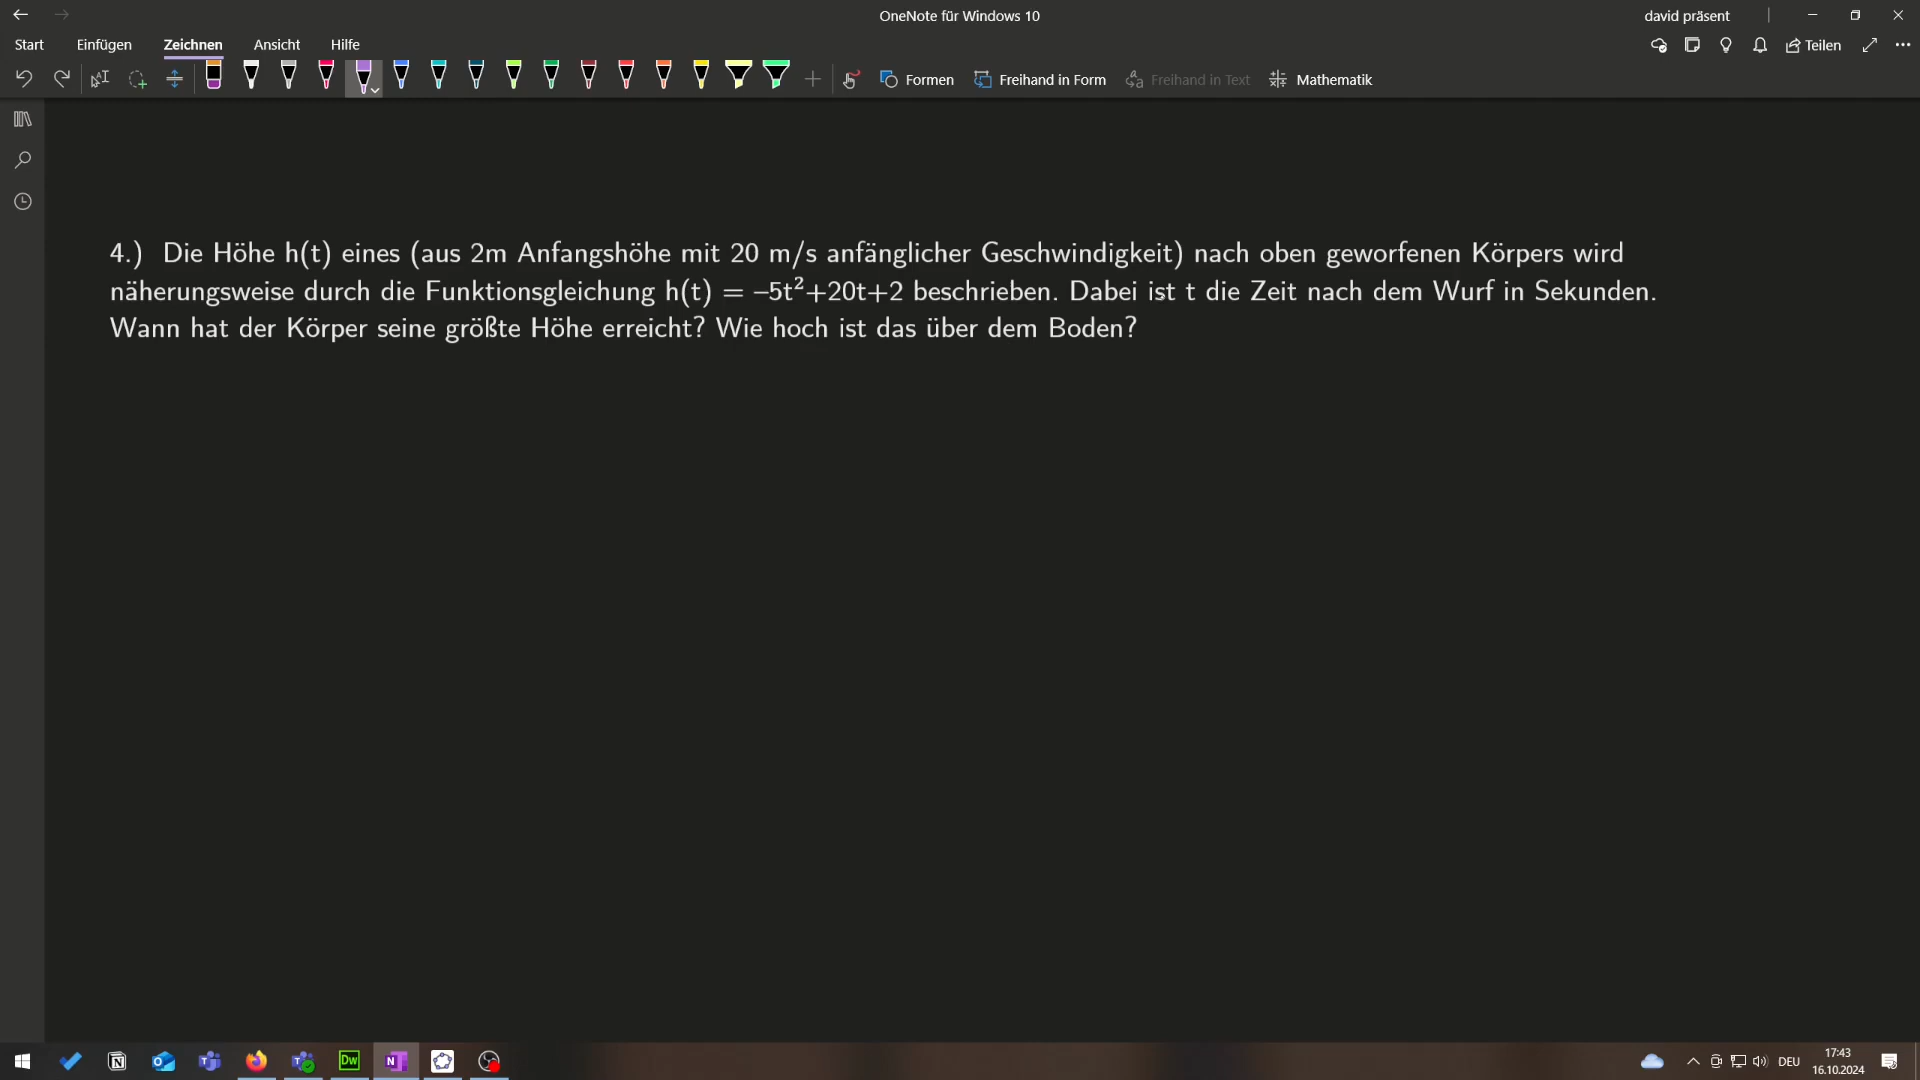 OneNote für Windows 10
david präsent
Start Einfügen Zeichnen Ansicht Hilfe
Teilen
Formen Freihand in Form Freihand in Text Mathematik
4.) Die Höhe h(t) eines (aus 2m Anfangshöhe mit 20 m/s anfänglicher Geschwindigkeit) nach oben geworfenen Körpers wird
näherungsweise durch die Funktionsgleichung h(t) = –5t²+20t+2 beschrieben. Dabei ist t die Zeit nach dem Wurf in Sekunden.
Wann hat der Körper seine größte Höhe erreicht? Wie hoch ist das über dem Boden?
Dw
DEU
17:43
16.10.2024